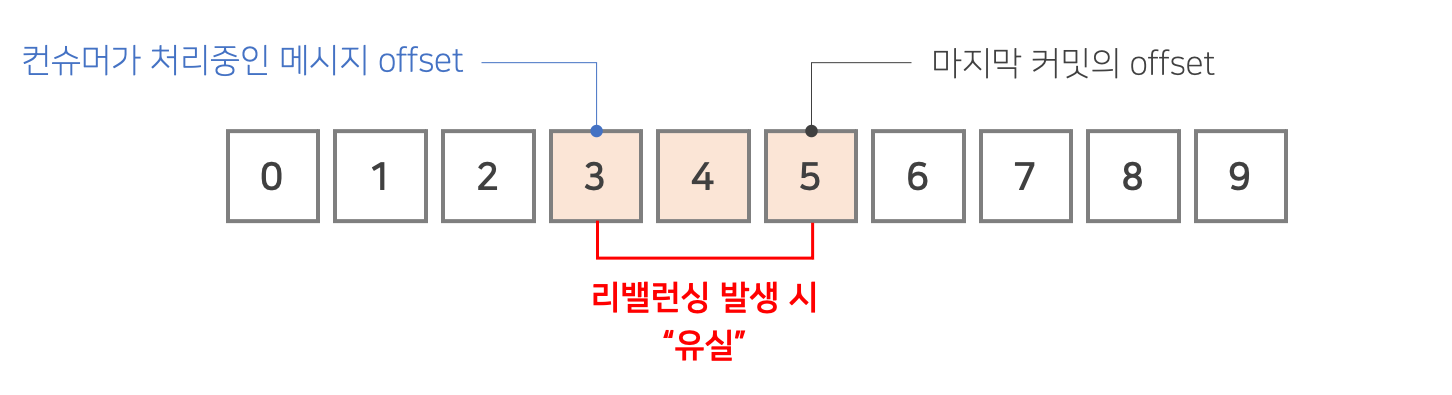 컨슈머가 처리중인 메시지 offset
마지막 커밋의 offset
0 1 2 3 4 5 6 7 8 9
리밸런싱 발생 시
“유실”